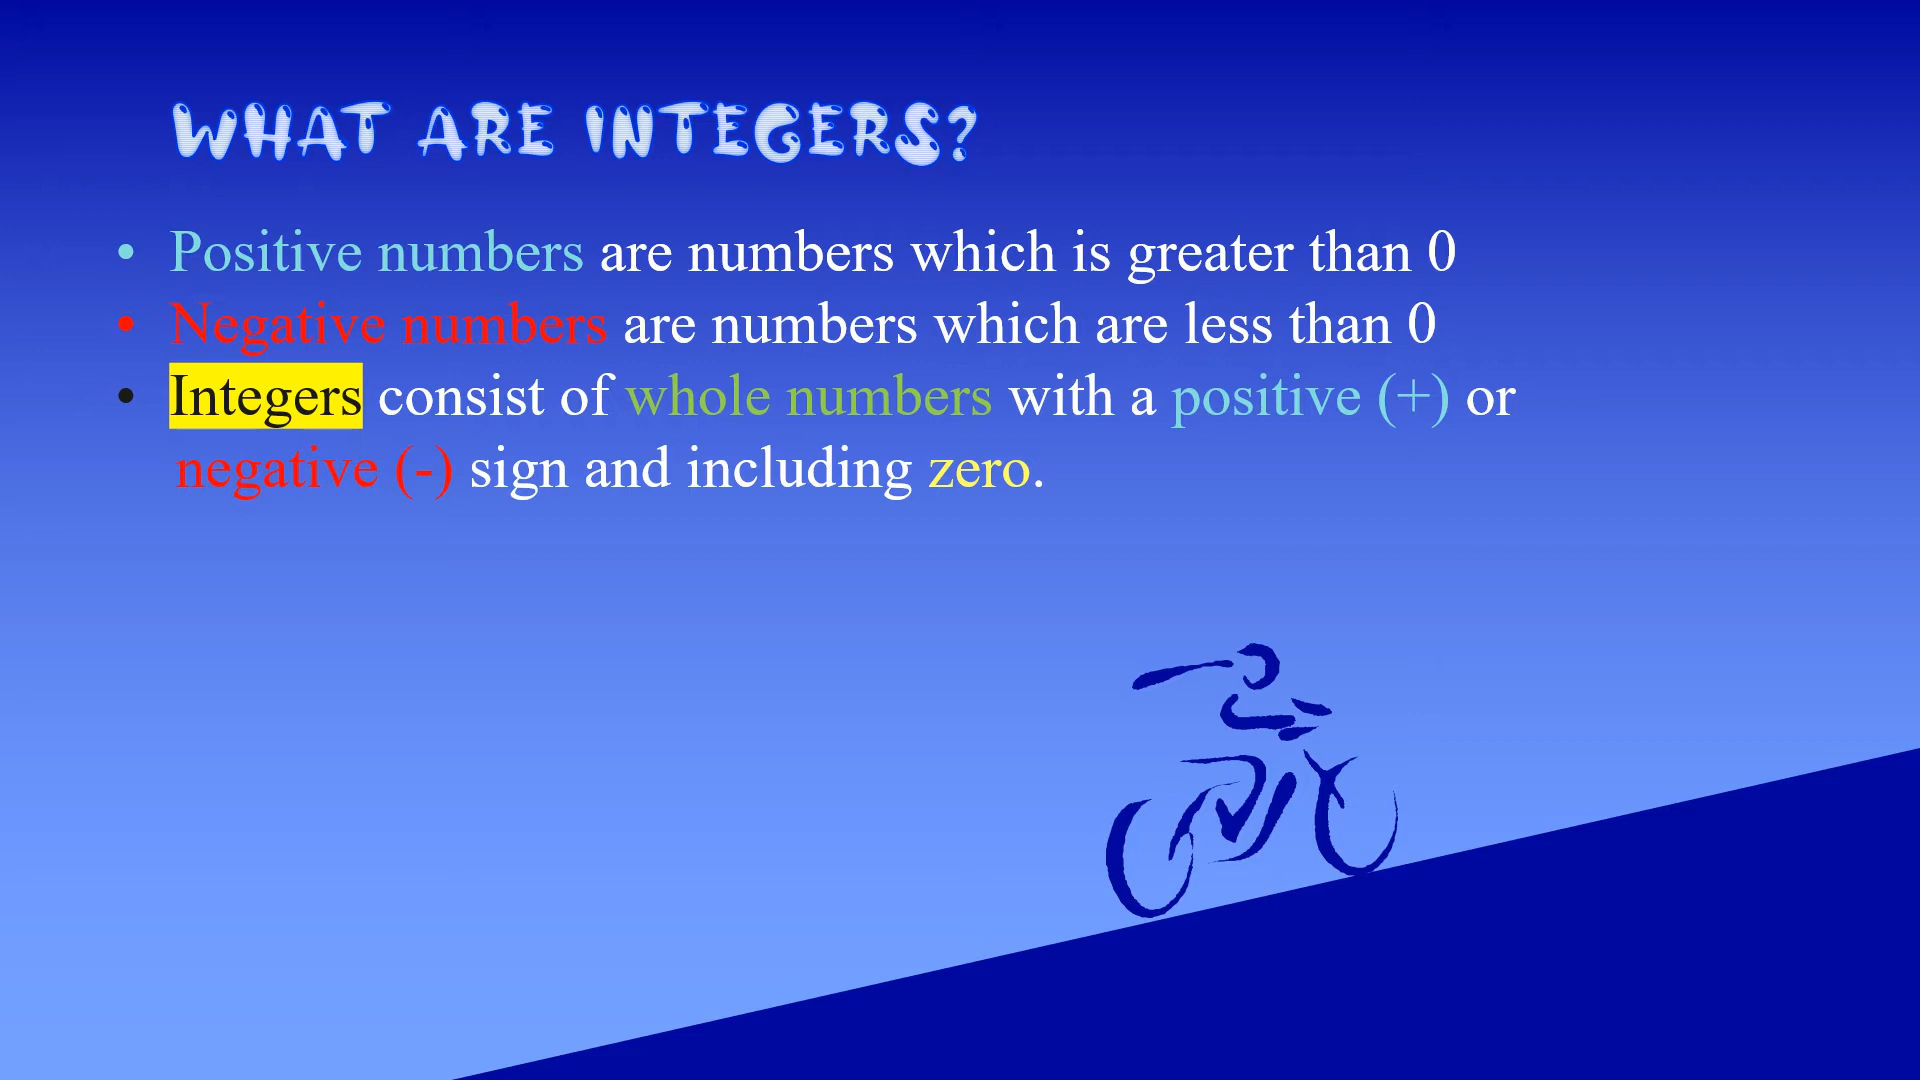 WHAT ARE INTEGERS?
• Positive numbers are numbers which is greater than 0
• Negative numbers are numbers which are less than 0
• Integers consist of whole numbers with a positive (+) or
negative (-) sign and including zero.